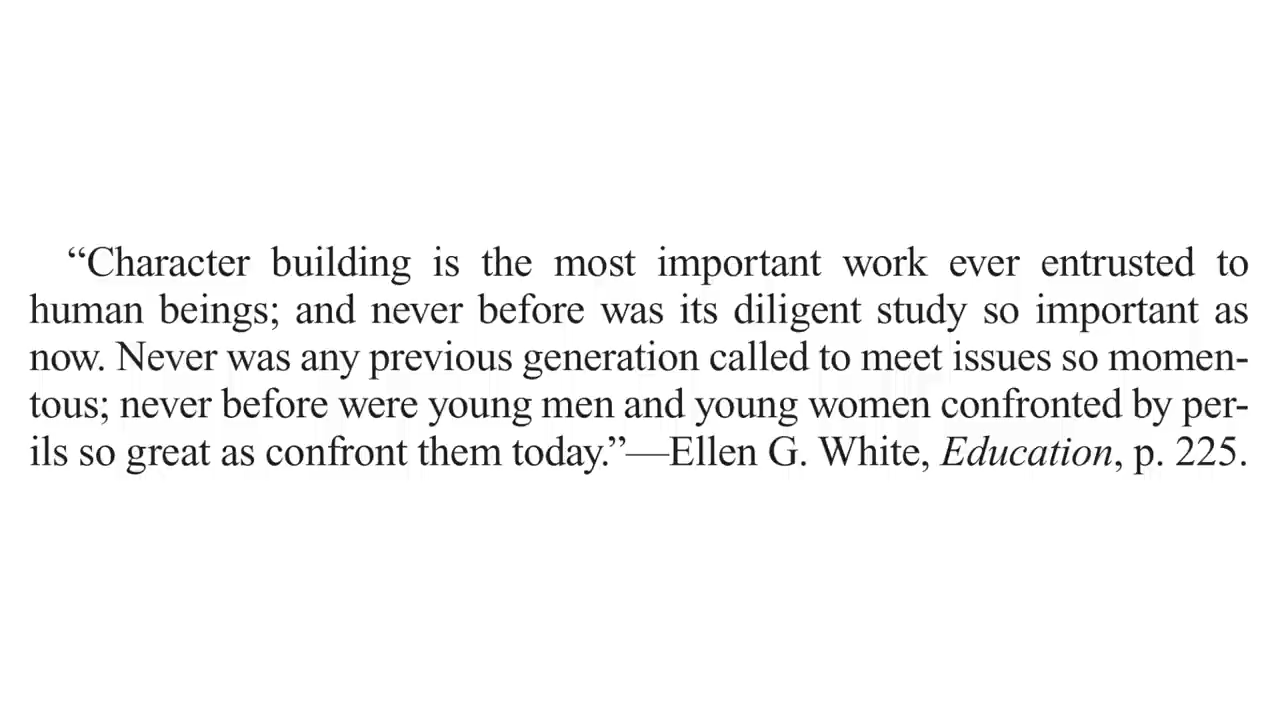 “Character building is the most important work ever entrusted to
human beings; and never before was its diligent study so important as
now. Never was any previous generation called to meet issues so momen-
tous; never before were young men and young women confronted by per-
ils so great as confront them today.”—Ellen G. White, Education, p. 225.